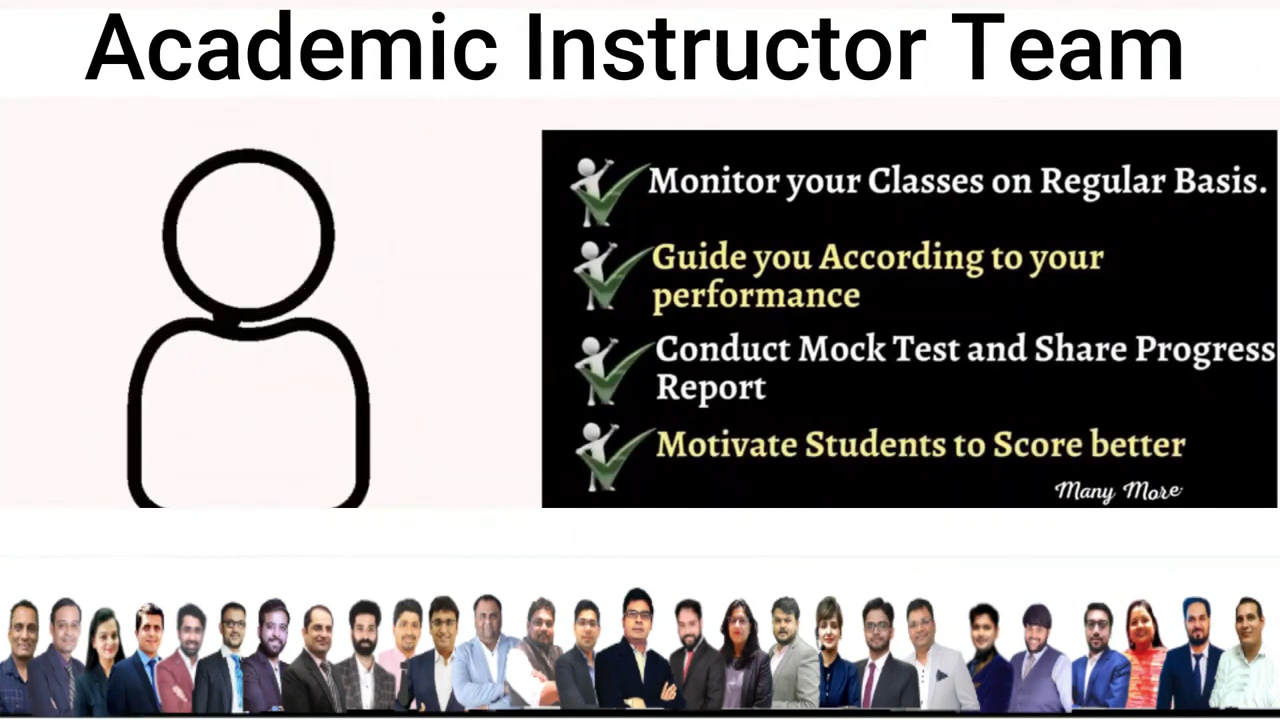 Academic Instructor Team
Monitor your Classes on Regular Basis.
Guide you According to your
performance
Conduct Mock Test and Share Progress
Report
Motivate Students to Score better
Many More